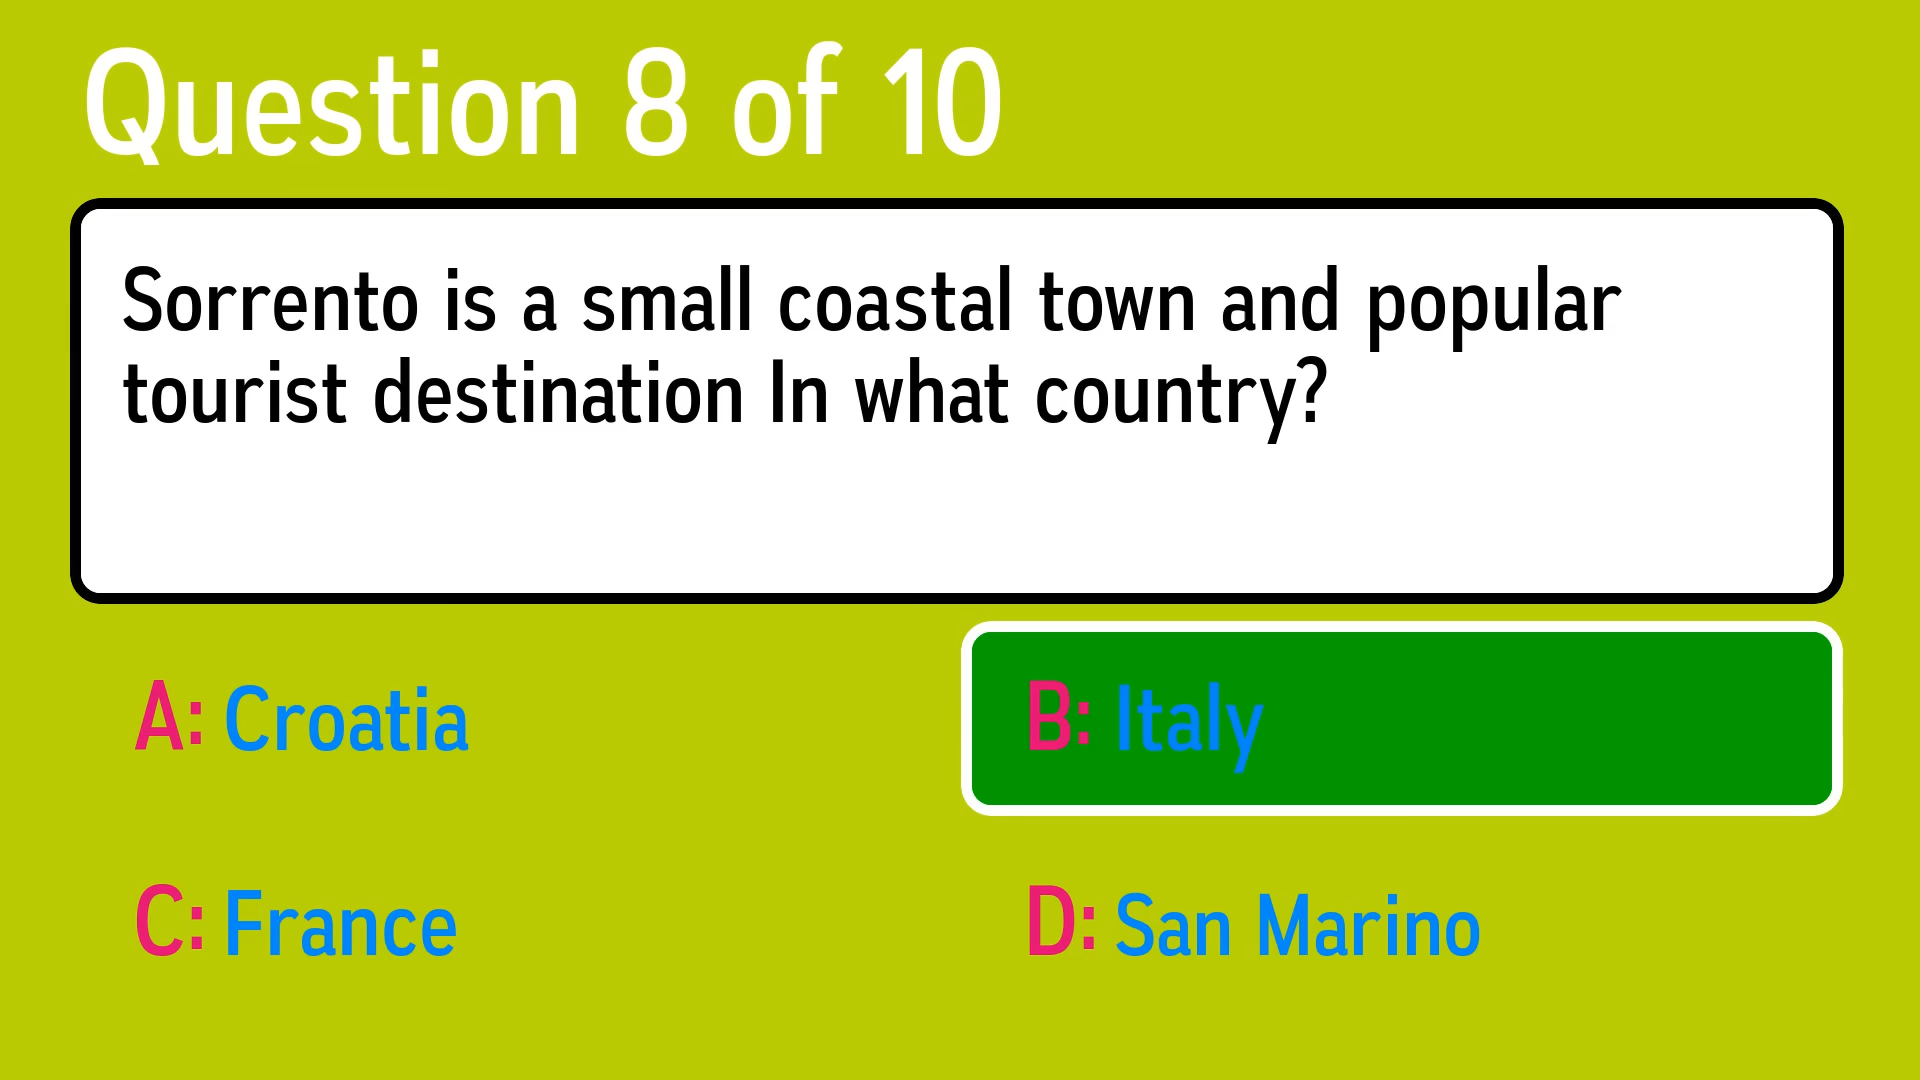 Question 8 of 10
Sorrento is a small coastal town and popular
tourist destination In what country?
A: Croatia
B: Italy
C: France
D: San Marino